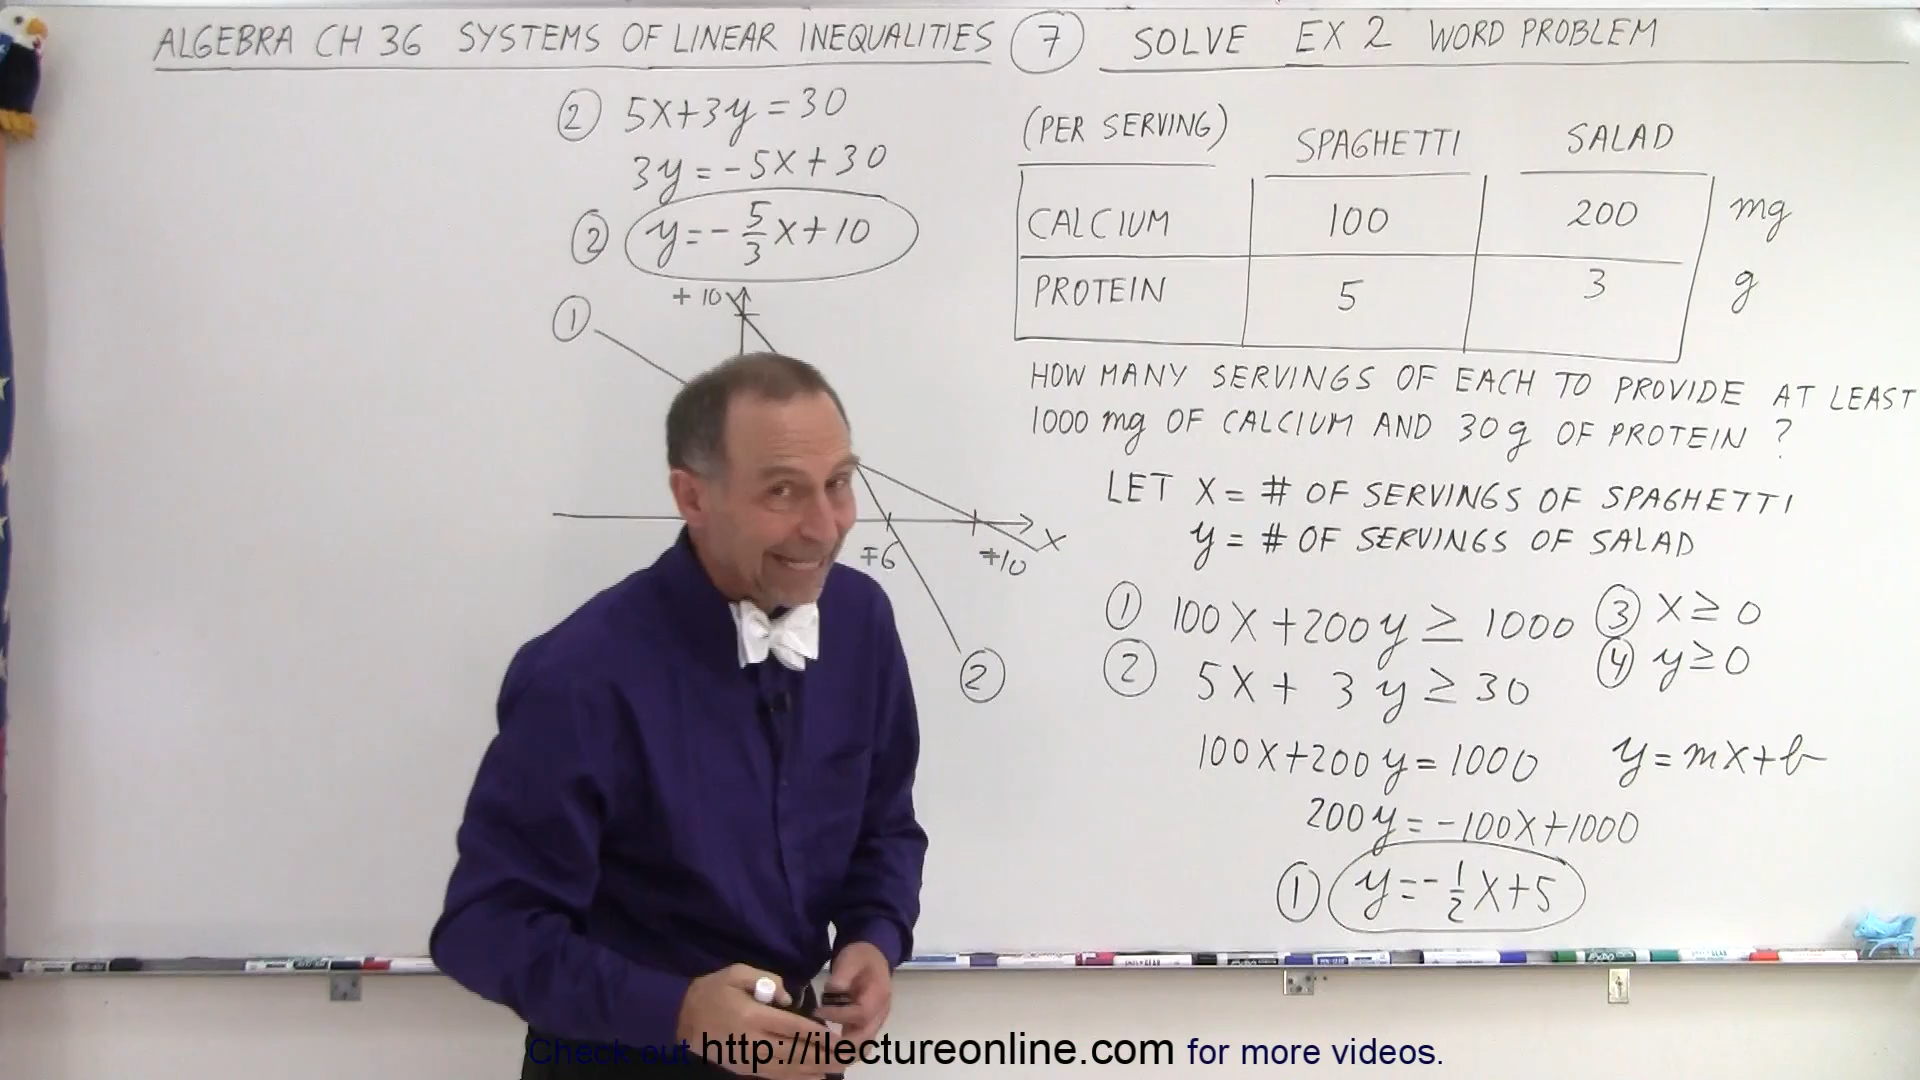 ALGEBRA CH 36 SYSTEMS OF LINEAR INEQUALITIES ⑦ SOLVE EX 2 WORD PROBLEM
② 5X+3y=30
3y=-5X+30
② y=-5/3X+10
+10 y
①
+6
+10
X
②
(PER SERVING) SPAGHETTI SALAD
CALCIUM 100 200 mg
PROTEIN 5 3 g
HOW MANY SERVINGS OF EACH TO PROVIDE AT LEAST
1000 mg OF CALCIUM AND 30g OF PROTEIN ?
LET X = # OF SERVINGS OF SPAGHETTI
y = # OF SERVINGS OF SALAD
① 100X+200y ≥ 1000 ③ X ≥ 0
② 5X + 3y ≥ 30 ④ y ≥ 0
100X+200y=1000 y=mX+b
200y=-100X+1000
① y=-1/2X+5
Check out http://ilectureonline.com for more videos.